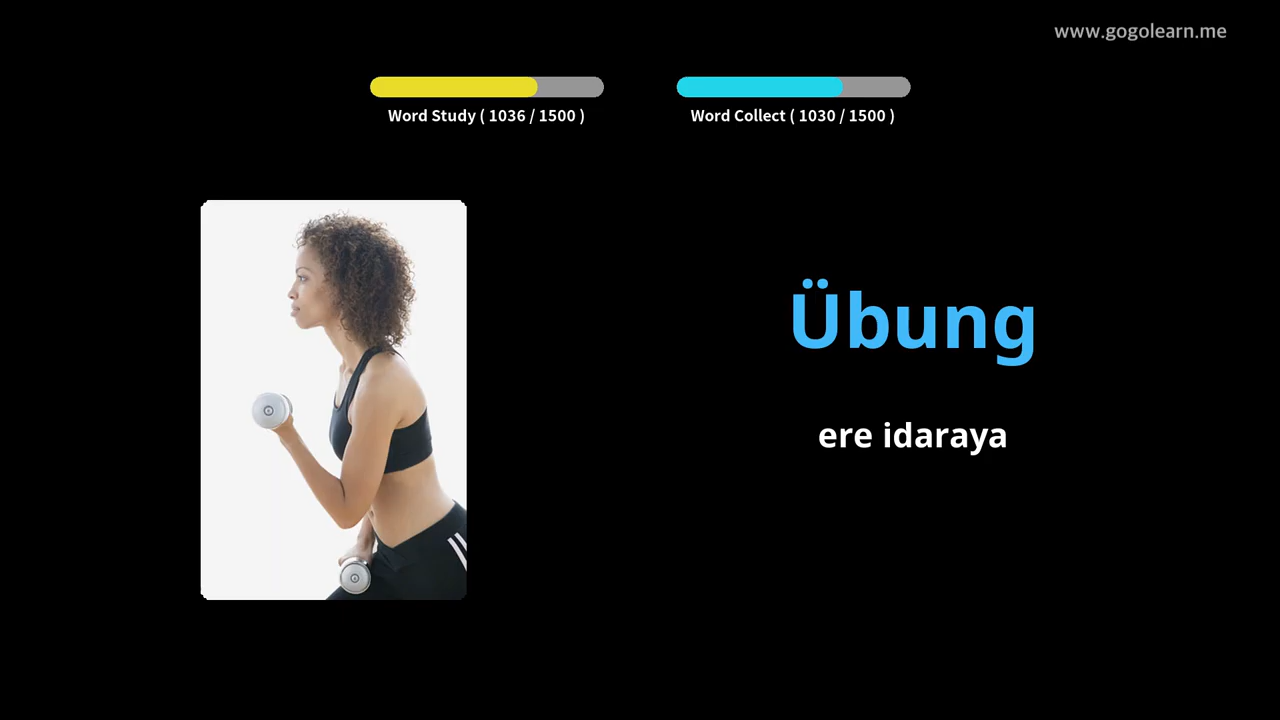 www.gogolearn.me
Word Study ( 1036 / 1500 )
Word Collect ( 1030 / 1500 )
Übung
ere idaraya